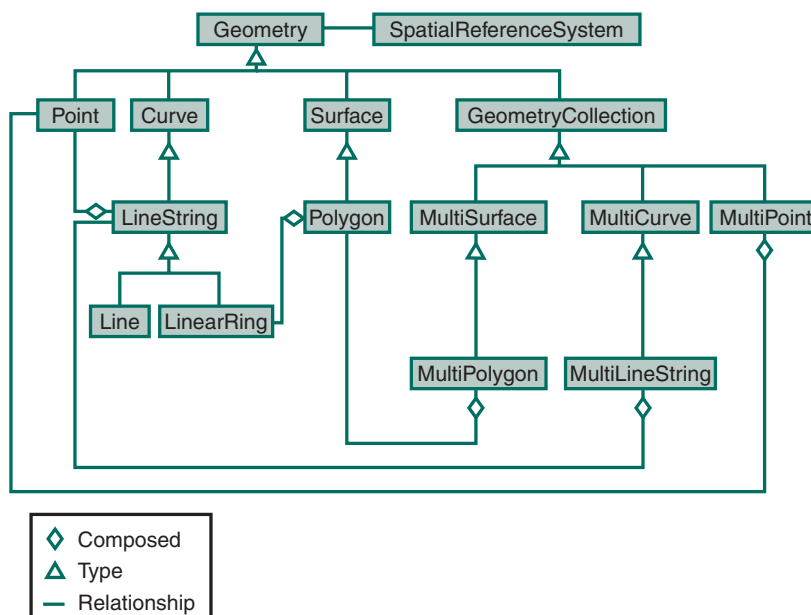 Geometry
SpatialReferenceSystem
Point
Curve
Surface
GeometryCollection
LineString
Polygon
MultiSurface
MultiCurve
MultiPoint
Line
LinearRing
MultiPolygon
MultiLineString
Composed
Type
Relationship